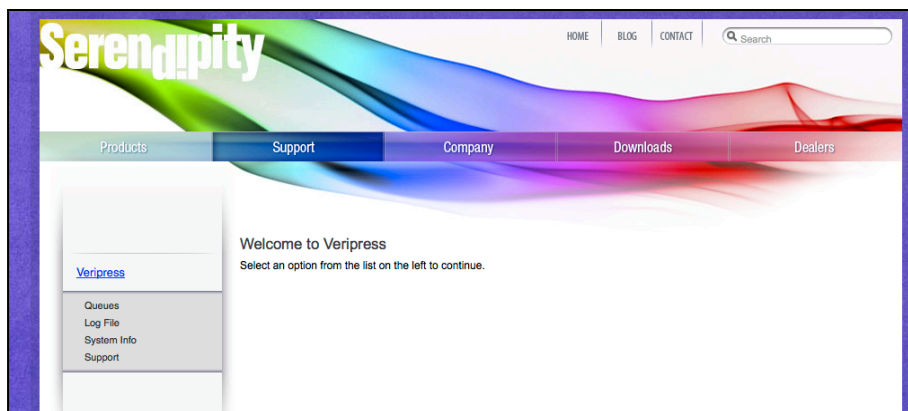 Serendipity
HOME BLOG CONTACT Search
Products Support Company Downloads Dealers
Welcome to Veripress
Select an option from the list on the left to continue.
Veripress
Queues
Log File
System Info
Support